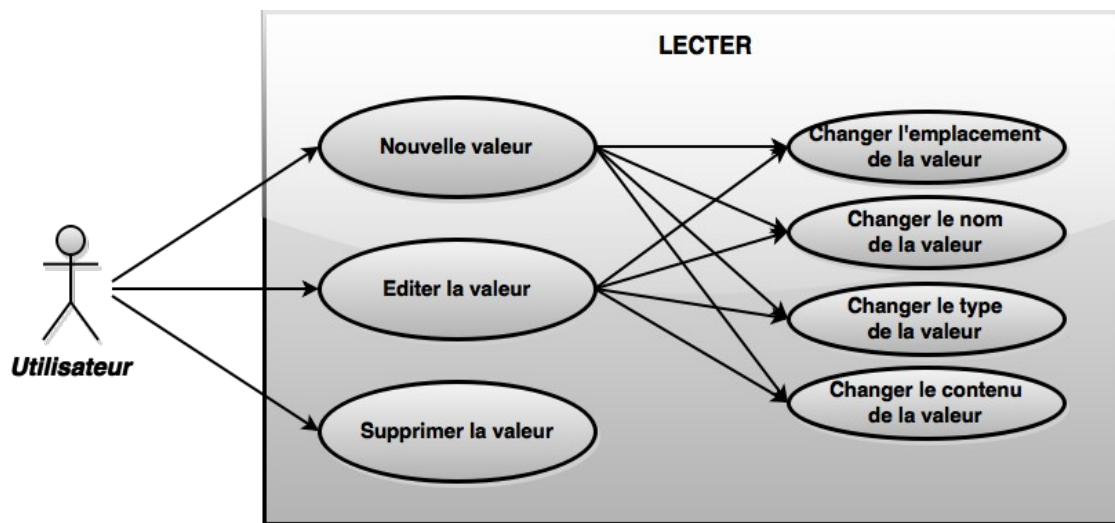 LECTER
Nouvelle valeur
Editer la valeur
Supprimer la valeur
Changer l'emplacement
de la valeur
Changer le nom
de la valeur
Changer le type
de la valeur
Changer le contenu
de la valeur
Utilisateur